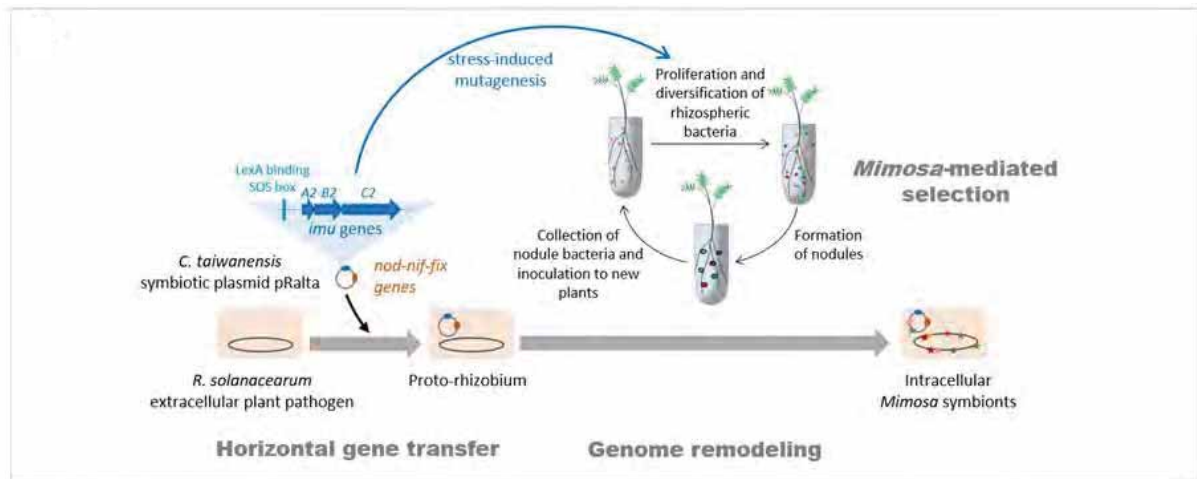 stress-induced
mutagenesis
Proliferation and
diversification of
rhizospheric
bacteria
LexA binding
SOS box
A2 B2 C2
imu genes
Mimosa-mediated
selection
Collection of
nodule bacteria and
inoculation to new
plants
Formation
of nodules
C. taiwanensis
symbiotic plasmid pRalta
nod-nif-fix
genes
R. solanacearum
extracellular plant pathogen
Proto-rhizobium
Intracellular
Mimosa symbionts
Horizontal gene transfer
Genome remodeling